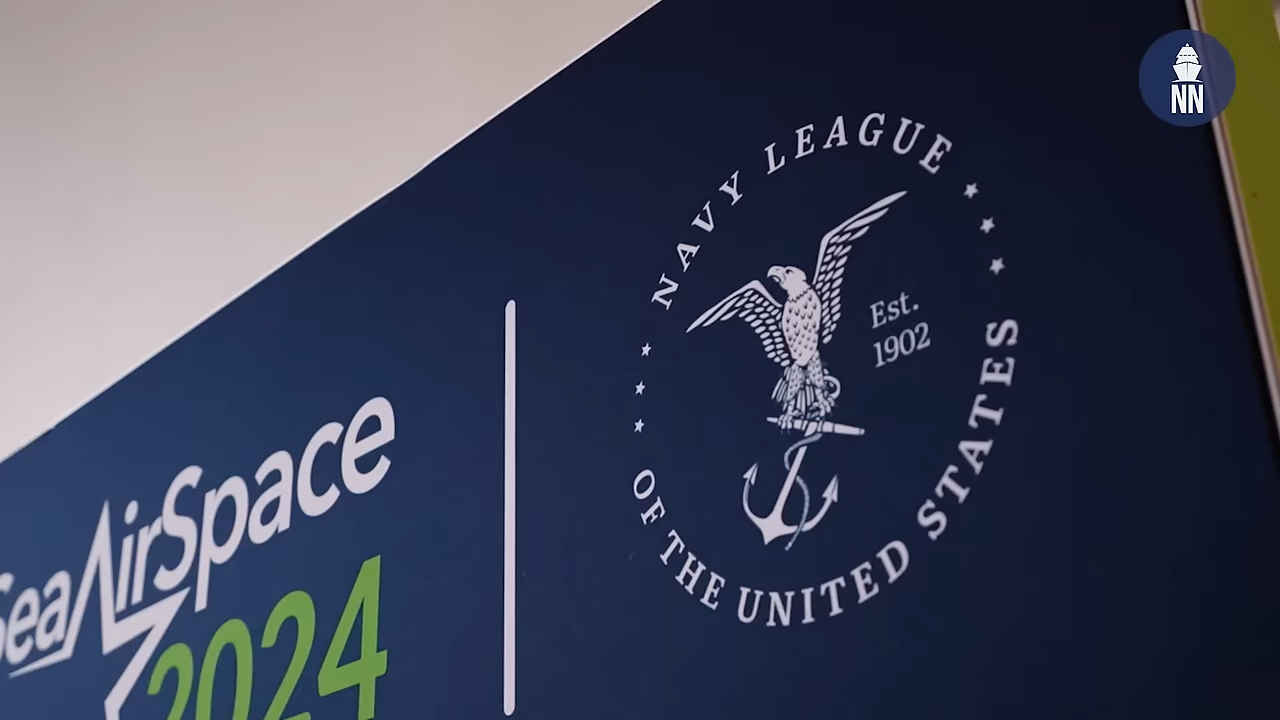 SeaAirSpace
2024
NAVY LEAGUE
OF THE UNITED STATES
Est.
1902
NN